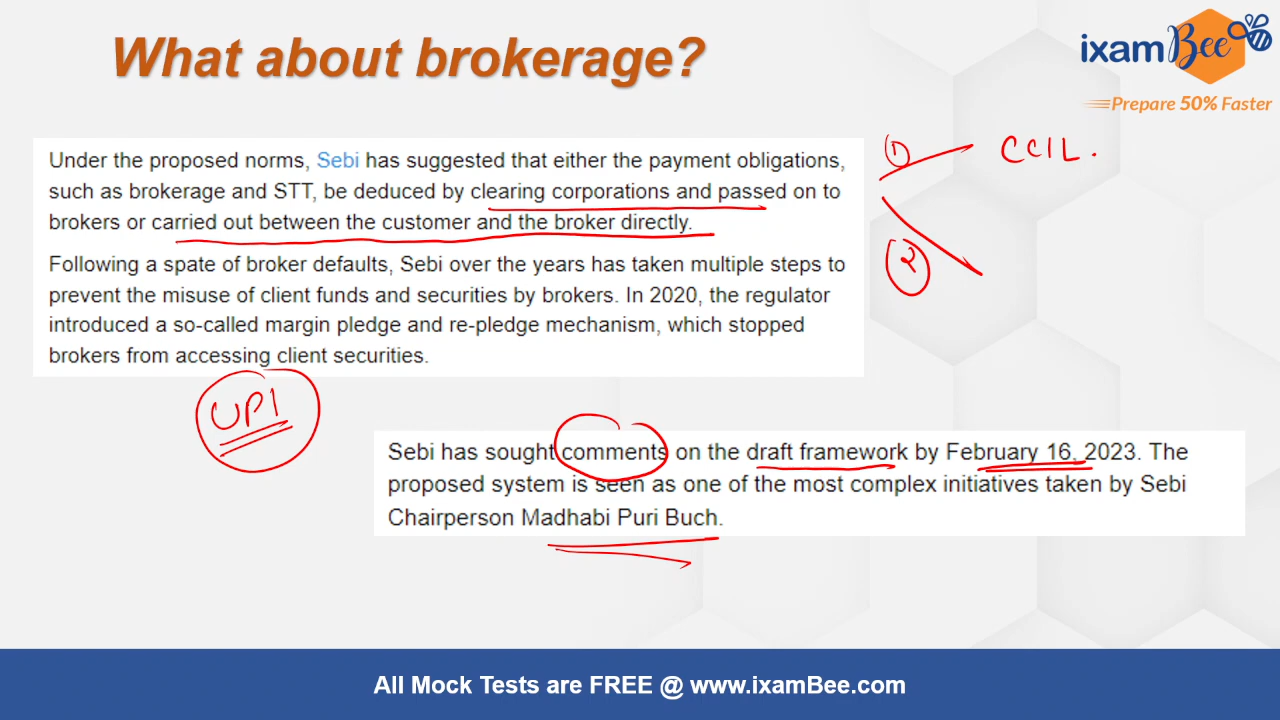 What about brokerage?
ixamBee
Prepare 50% Faster
Under the proposed norms, Sebi has suggested that either the payment obligations,
such as brokerage and STT, be deduced by clearing corporations and passed on to
brokers or carried out between the customer and the broker directly.
Following a spate of broker defaults, Sebi over the years has taken multiple steps to
prevent the misuse of client funds and securities by brokers. In 2020, the regulator
introduced a so-called margin pledge and re-pledge mechanism, which stopped
brokers from accessing client securities.
1
CCIL.
2
UPI
Sebi has sought comments on the draft framework by February 16, 2023. The
proposed system is seen as one of the most complex initiatives taken by Sebi
Chairperson Madhabi Puri Buch.
All Mock Tests are FREE @ www.ixamBee.com